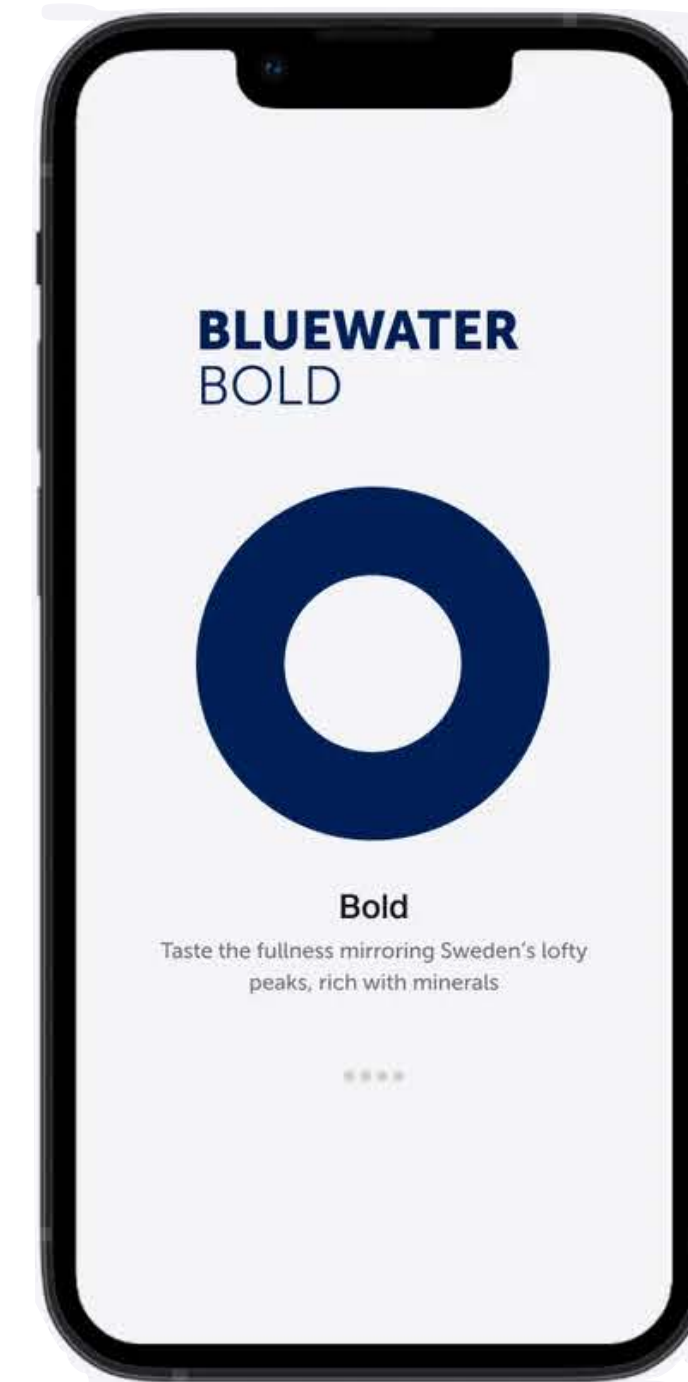 BLUEWATER
BOLD
Bold
Taste the fullness mirroring Sweden's lofty
peaks, rich with minerals